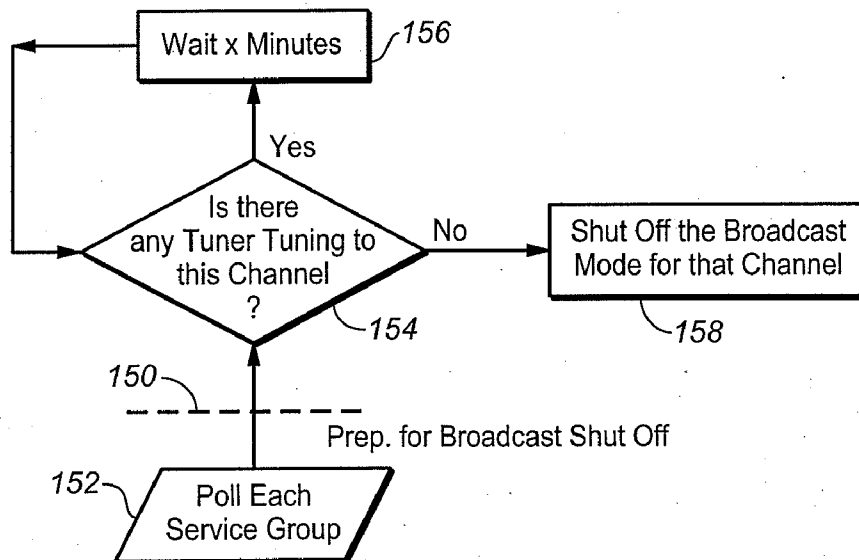 Wait x Minutes
156
Yes
Is there
any Tuner Tuning to
this Channel
?
No
Shut Off the Broadcast
Mode for that Channel
154
158
150
Prep. for Broadcast Shut Off
152
Poll Each
Service Group